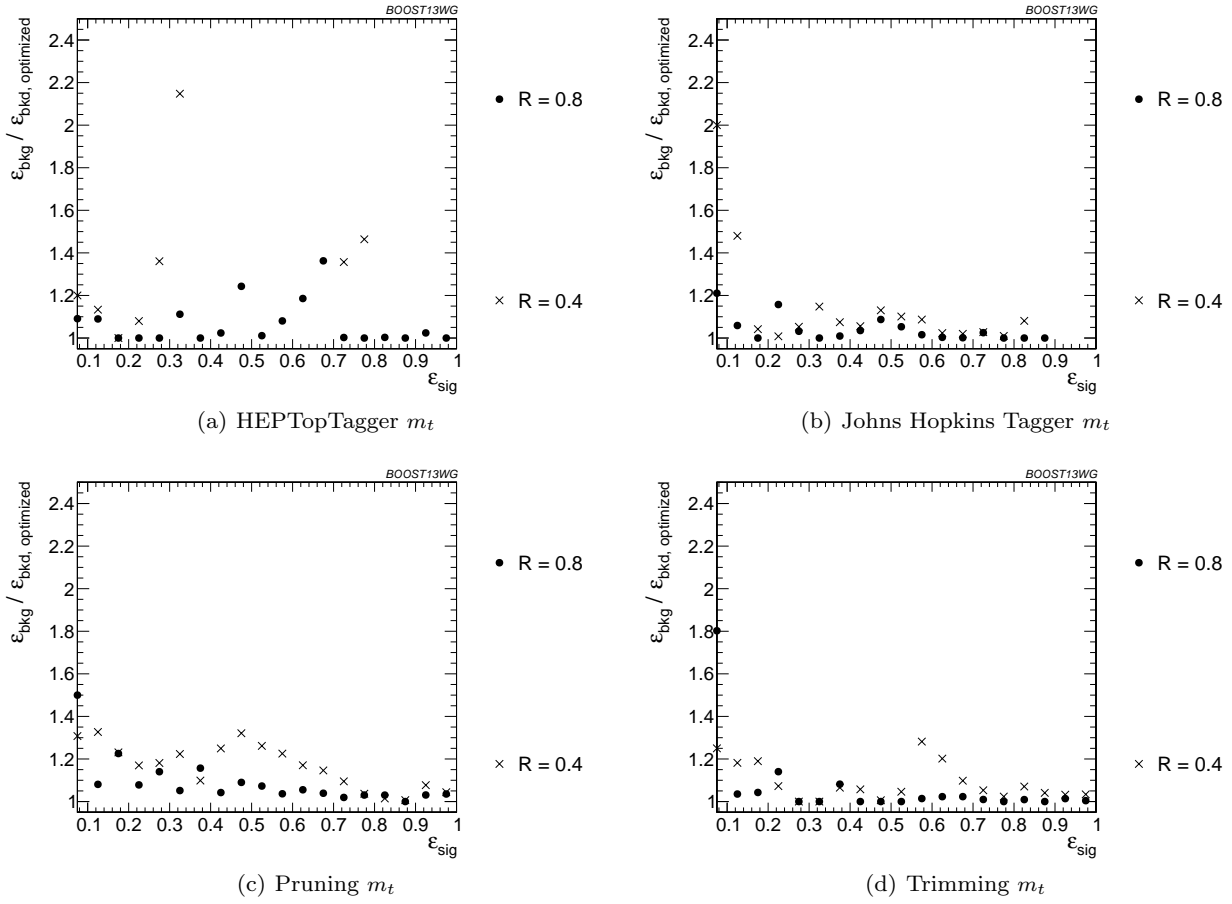 BOOST13WG
ε_bkg / ε_bkd, optimized
2.4
2.2
2
1.8
1.6
1.4
1.2
1
0.1 0.2 0.3 0.4 0.5 0.6 0.7 0.8 0.9 1
ε_sig
R = 0.8
R = 0.4
(a) HEPTopTagger m_t
BOOST13WG
ε_bkg / ε_bkd, optimized
2.4
2.2
2
1.8
1.6
1.4
1.2
1
0.1 0.2 0.3 0.4 0.5 0.6 0.7 0.8 0.9 1
ε_sig
R = 0.8
R = 0.4
(b) Johns Hopkins Tagger m_t
BOOST13WG
ε_bkg / ε_bkd, optimized
2.4
2.2
2
1.8
1.6
1.4
1.2
1
0.1 0.2 0.3 0.4 0.5 0.6 0.7 0.8 0.9 1
ε_sig
R = 0.8
R = 0.4
(c) Pruning m_t
BOOST13WG
ε_bkg / ε_bkd, optimized
2.4
2.2
2
1.8
1.6
1.4
1.2
1
0.1 0.2 0.3 0.4 0.5 0.6 0.7 0.8 0.9 1
ε_sig
R = 0.8
R = 0.4
(d) Trimming m_t